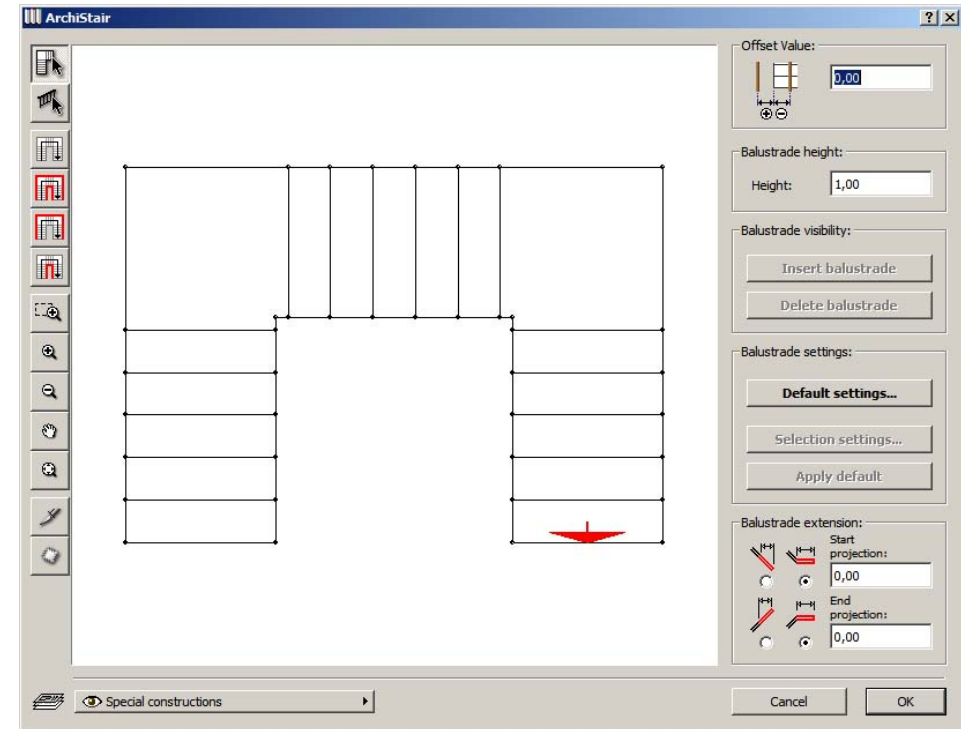 ArchiStair
Offset Value:
0,00
Balustrade height:
Height:
1,00
Balustrade visibility:
Insert balustrade
Delete balustrade
Balustrade settings:
Default settings...
Selection settings...
Apply default
Balustrade extension:
Start
projection:
0,00
End
projection:
0,00
Special constructions
Cancel
OK